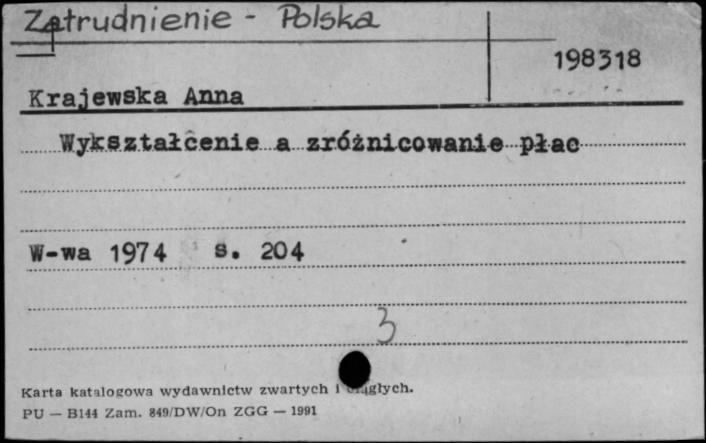 Zatrudnienie - Polska
198318
Krajewska Anna
Wykształcenie a zróżnicowanie płac
W-wa 1974 s. 204
3
Karta katalogowa wydawnictw zwartych i ciągłych.
PU — B144 Zam. 849/DW/On ZGG — 1991